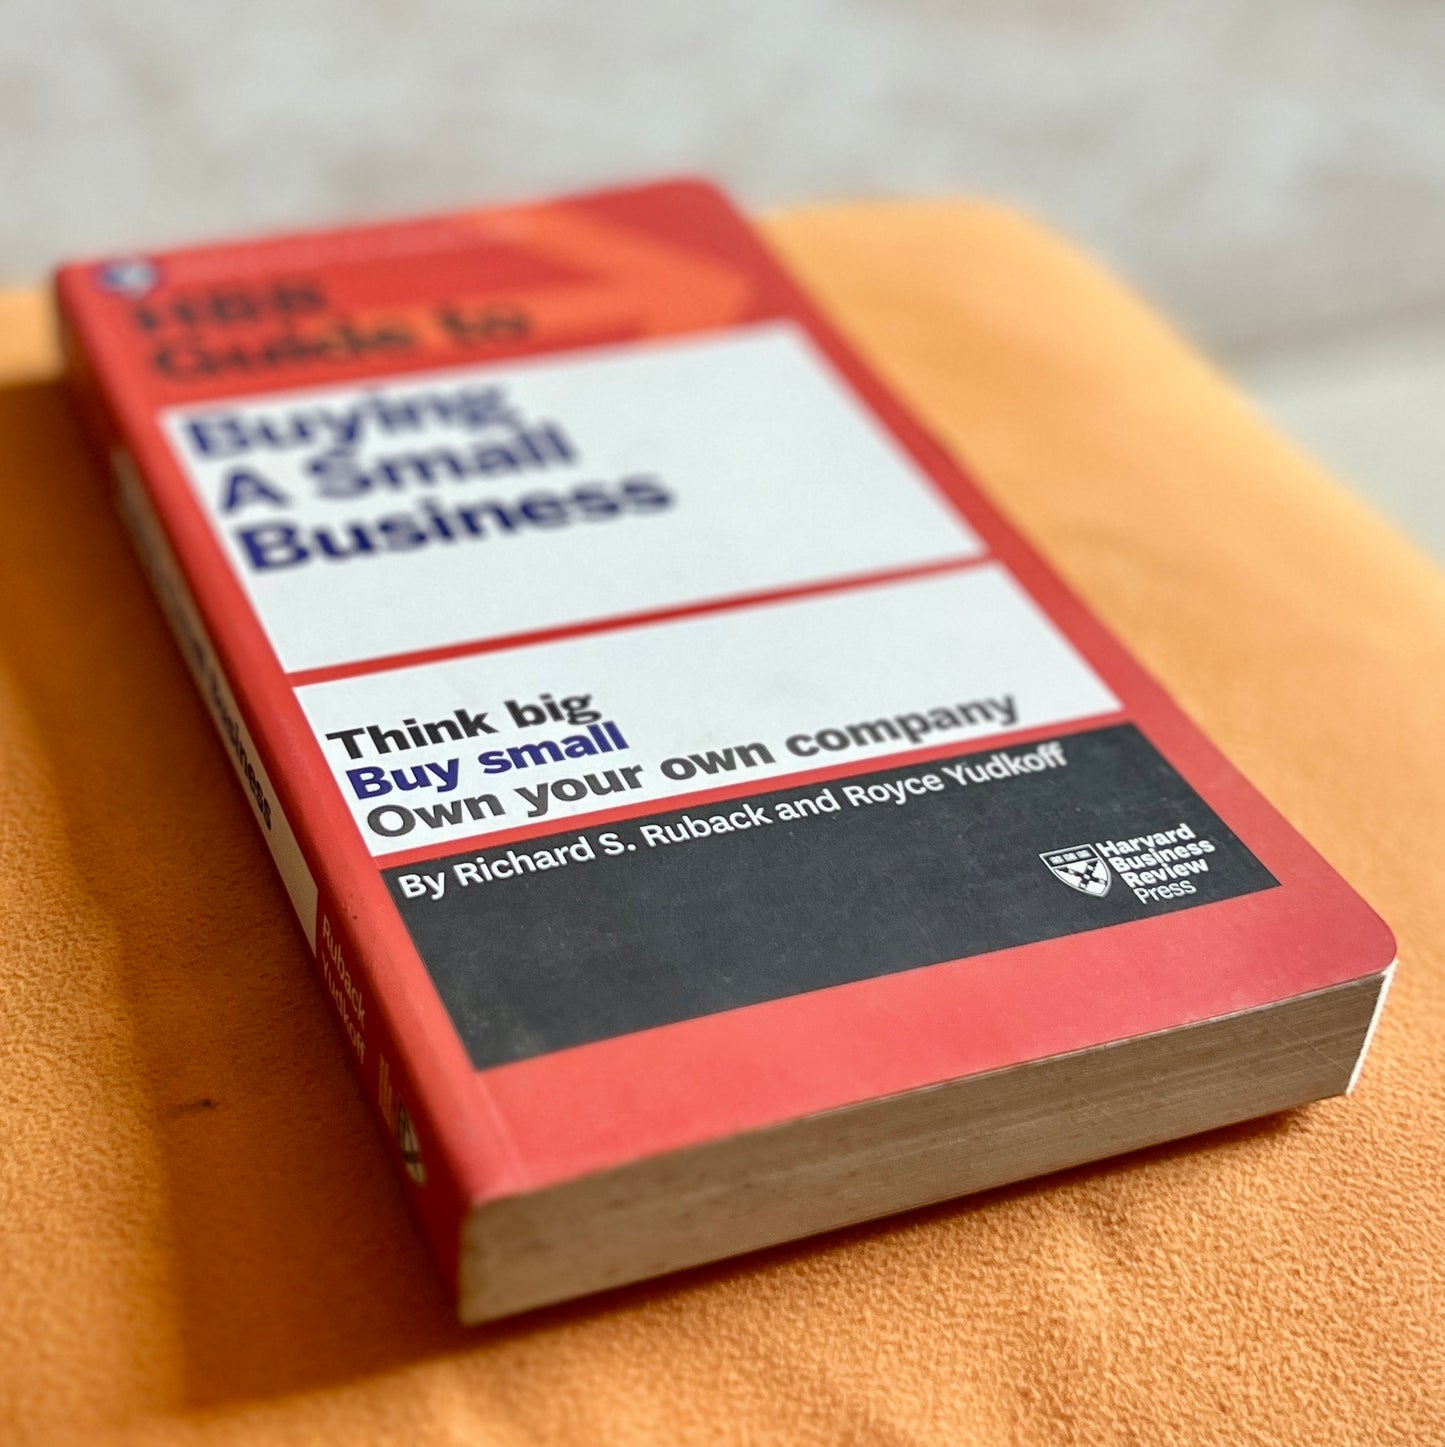 HBR
Guide to
Buying
A Small
Business
Think big
Buy small
Own your own company
By Richard S. Ruback and Royce Yudkoff
Harvard
Business
Review
Press
Business
Ruback
Yudkoff